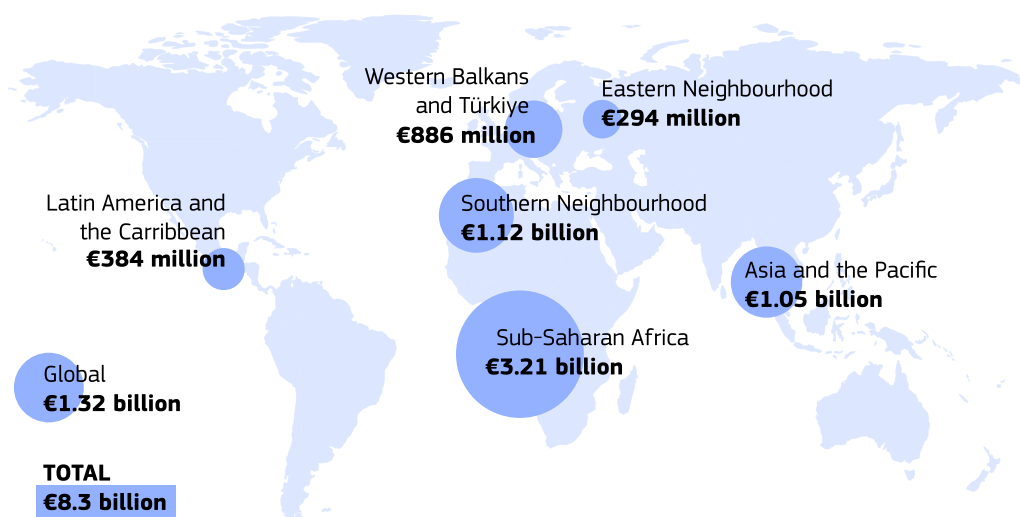 Western Balkans
and Türkiye
€886 million
Eastern Neighbourhood
€294 million
Latin America and
the Carribbean
€384 million
Southern Neighbourhood
€1.12 billion
Asia and the Pacific
€1.05 billion
Sub-Saharan Africa
€3.21 billion
Global
€1.32 billion
TOTAL
€8.3 billion